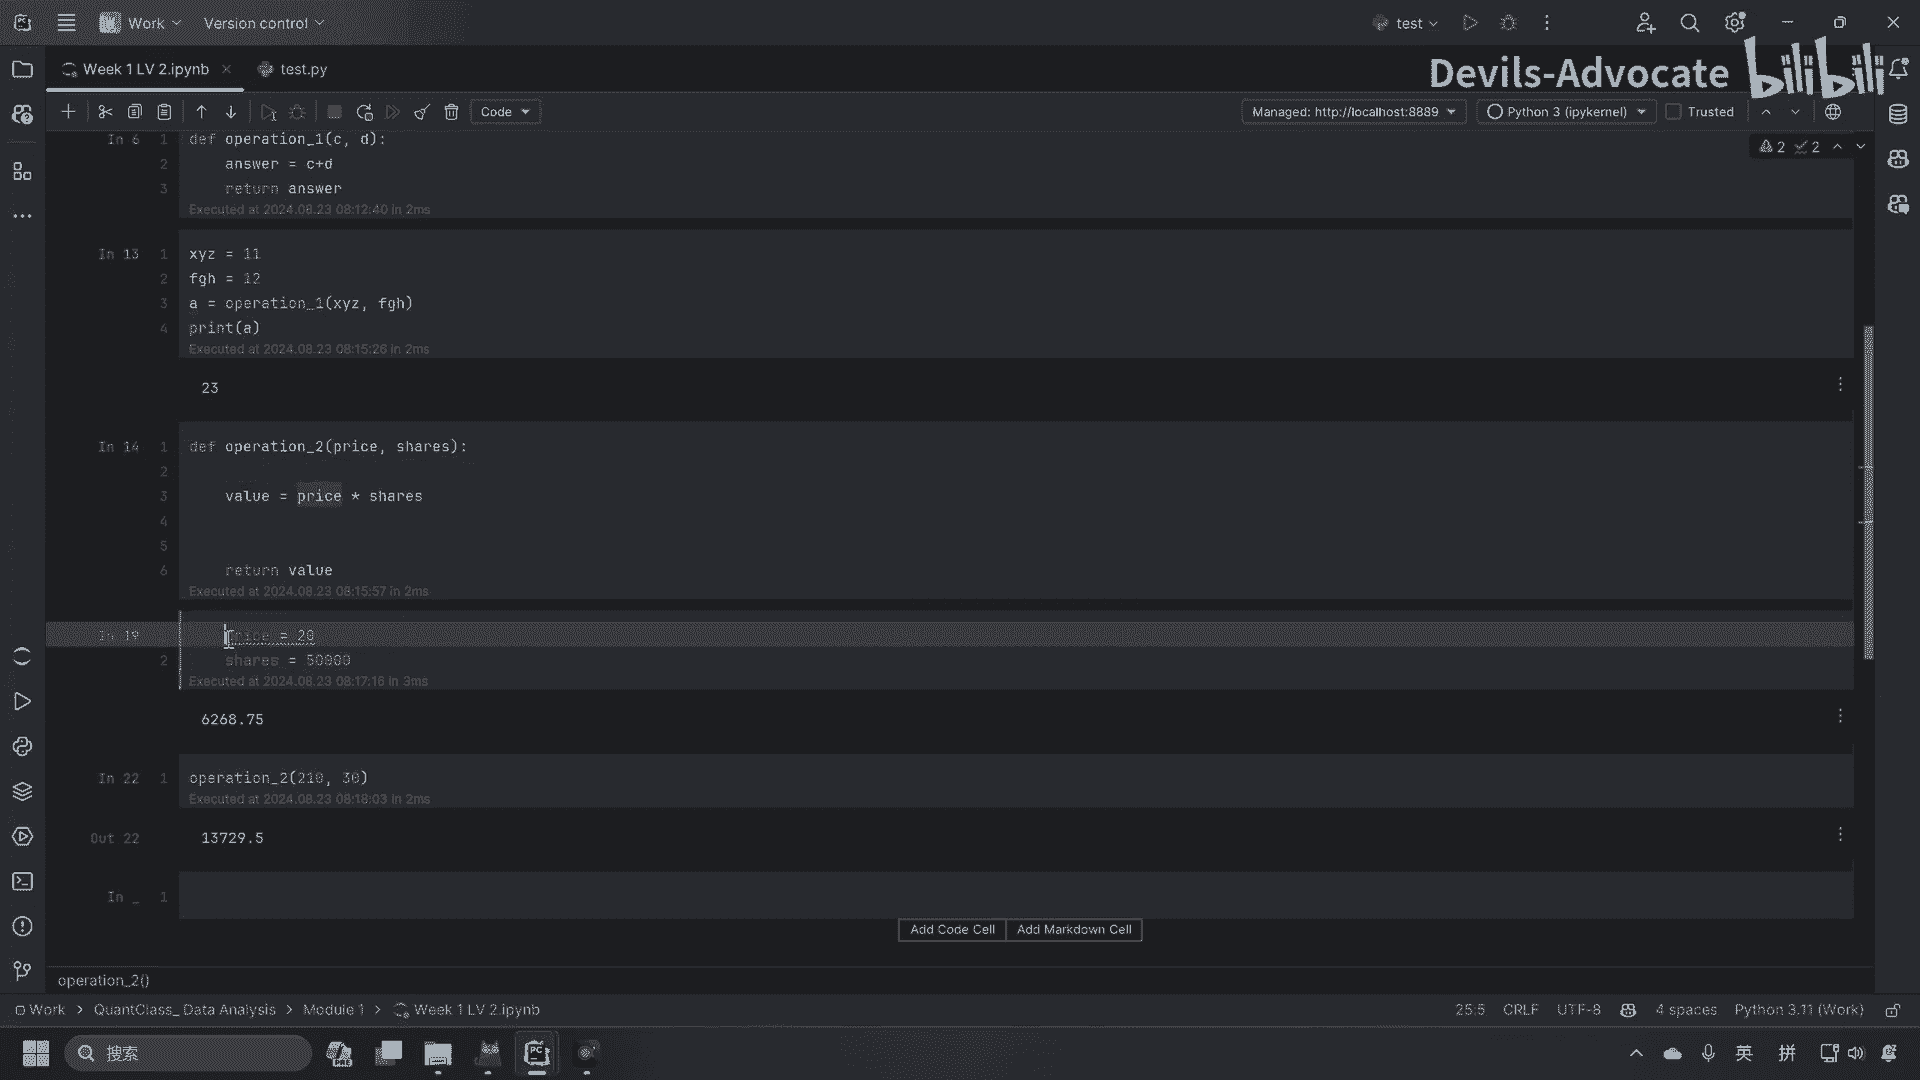 Work
Version control
test
Week 1 LV 2.ipynb
test.py
Devils-Advocate bilibili
Code
Managed: http://localhost:8889
Python 3 (ipykernel)
Trusted
2 2
In 6
1 def operation_1(c, d):
2 answer = c+d
3 return answer
Executed at 2024.08.23 08:12:40 in 2ms
In 13
1 xyz = 11
2 fgh = 12
3 a = operation_1(xyz, fgh)
4 print(a)
Executed at 2024.08.23 08:15:26 in 2ms
23
In 14
1 def operation_2(price, shares):
2
3 value = price * shares
4
5
6 return value
Executed at 2024.08.23 08:15:57 in 2ms
In 19
price = 20
2 shares = 50000
Executed at 2024.08.23 08:17:16 in 3ms
6268.75
In 22
1 operation_2(210, 30)
Executed at 2024.08.23 08:18:03 in 2ms
Out 22
13729.5
In _
1
Add Code Cell
Add Markdown Cell
operation_2()
Work > QuantClass_ Data Analysis > Module 1 > Week 1 LV 2.ipynb
25:5 CRLF UTF-8 4 spaces Python 3.11 (Work)
搜索
英 拼